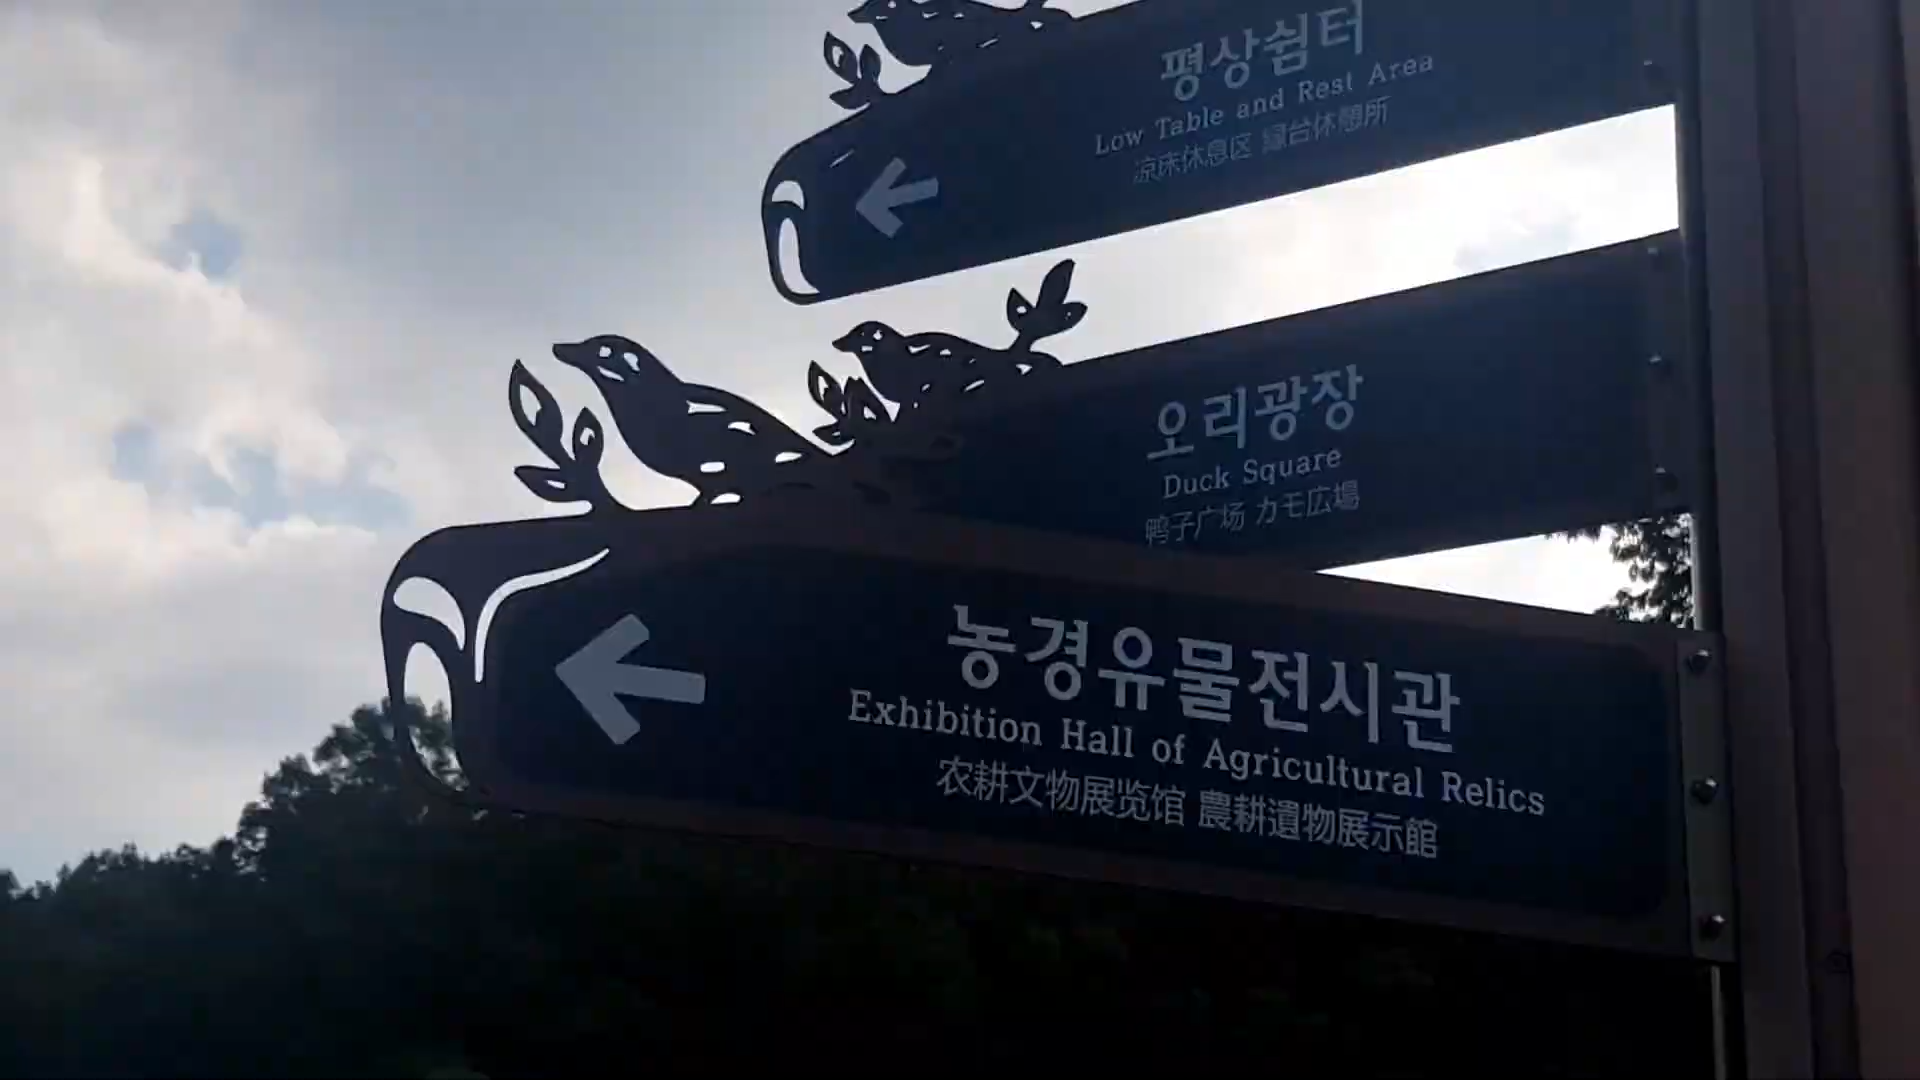 평상쉼터
Low Table and Rest Area
凉床休息区 縁台休憩所
오리광장
Duck Square
鸭子广场 カモ広場
농경유물전시관
Exhibition Hall of Agricultural Relics
农耕文物展览馆 農耕遺物展示館